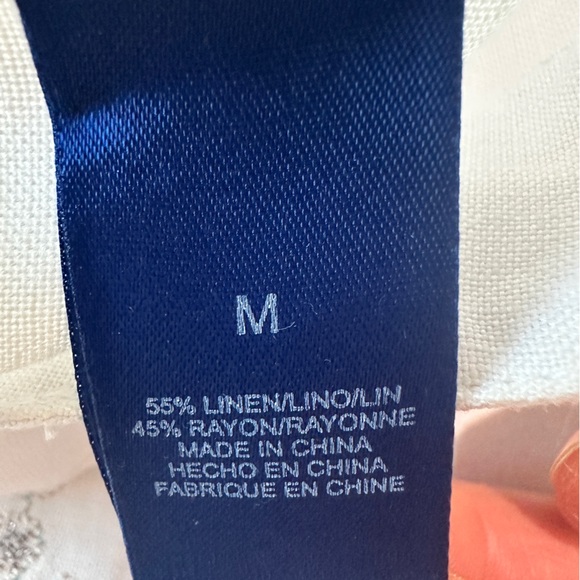 M
55% LINEN/LINO/LIN
45% RAYON/RAYONNE
MADE IN CHINA
HECHO EN CHINA
FABRIQUE EN CHINE